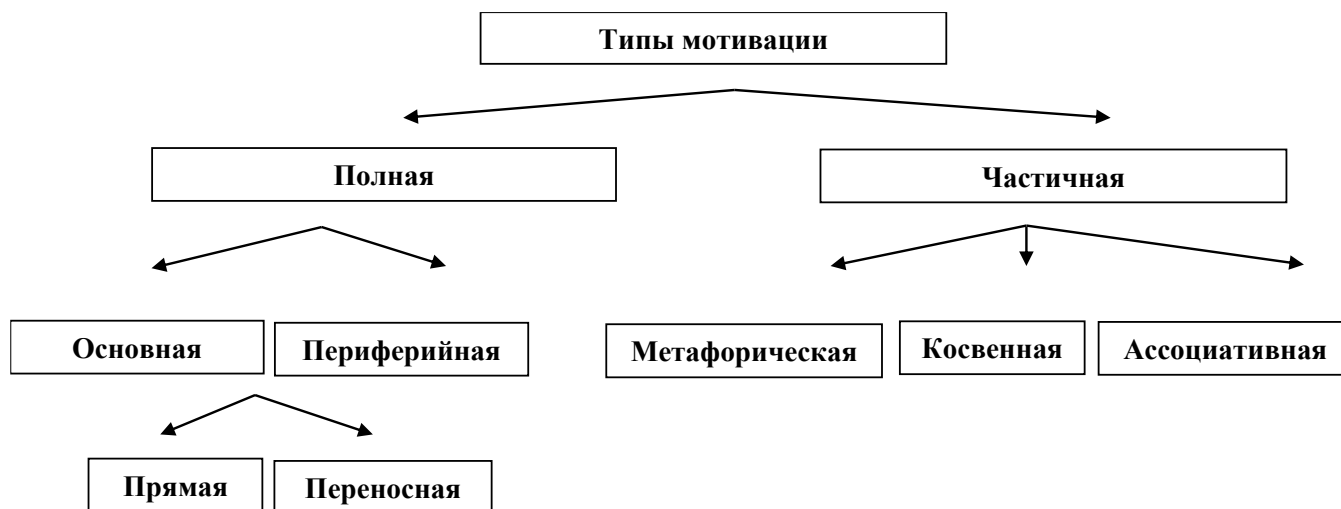 Типы мотивации
Полная
Частичная
Основная
Периферийная
Метафорическая
Косвенная
Ассоциативная
Прямая
Переносная